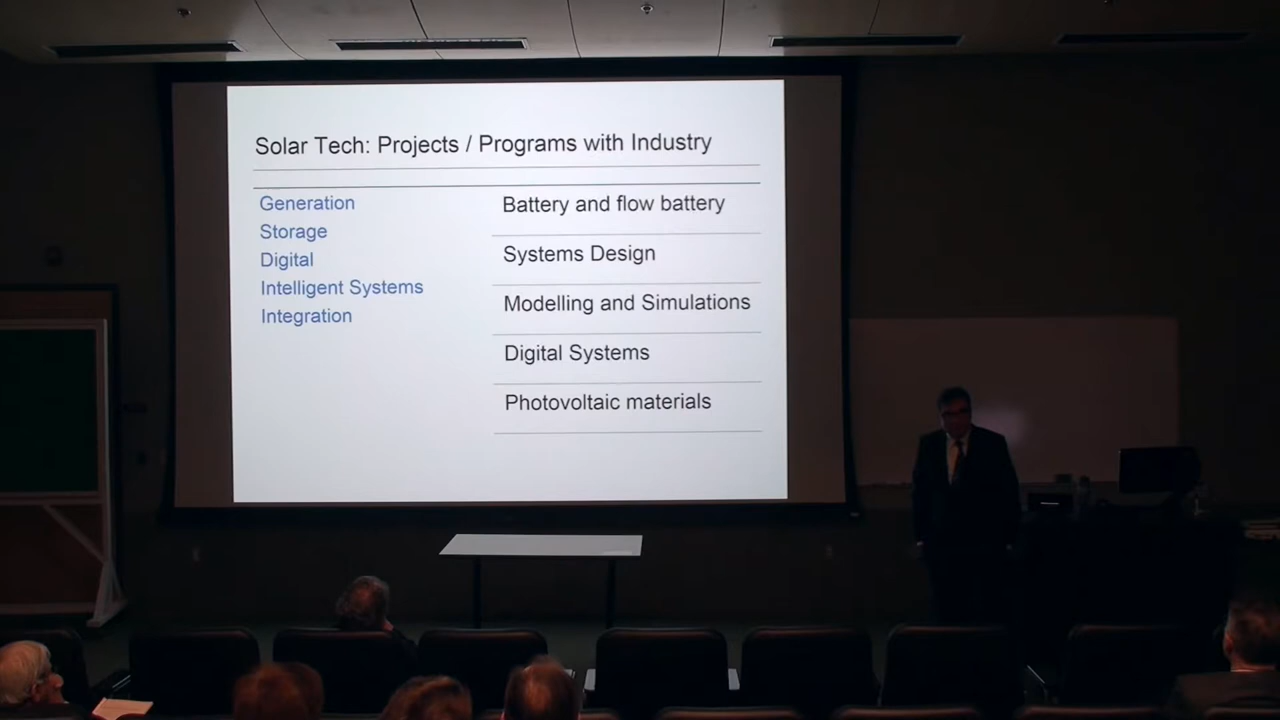 Solar Tech: Projects / Programs with Industry
Generation
Storage
Digital
Intelligent Systems
Integration
Battery and flow battery
Systems Design
Modelling and Simulations
Digital Systems
Photovoltaic materials